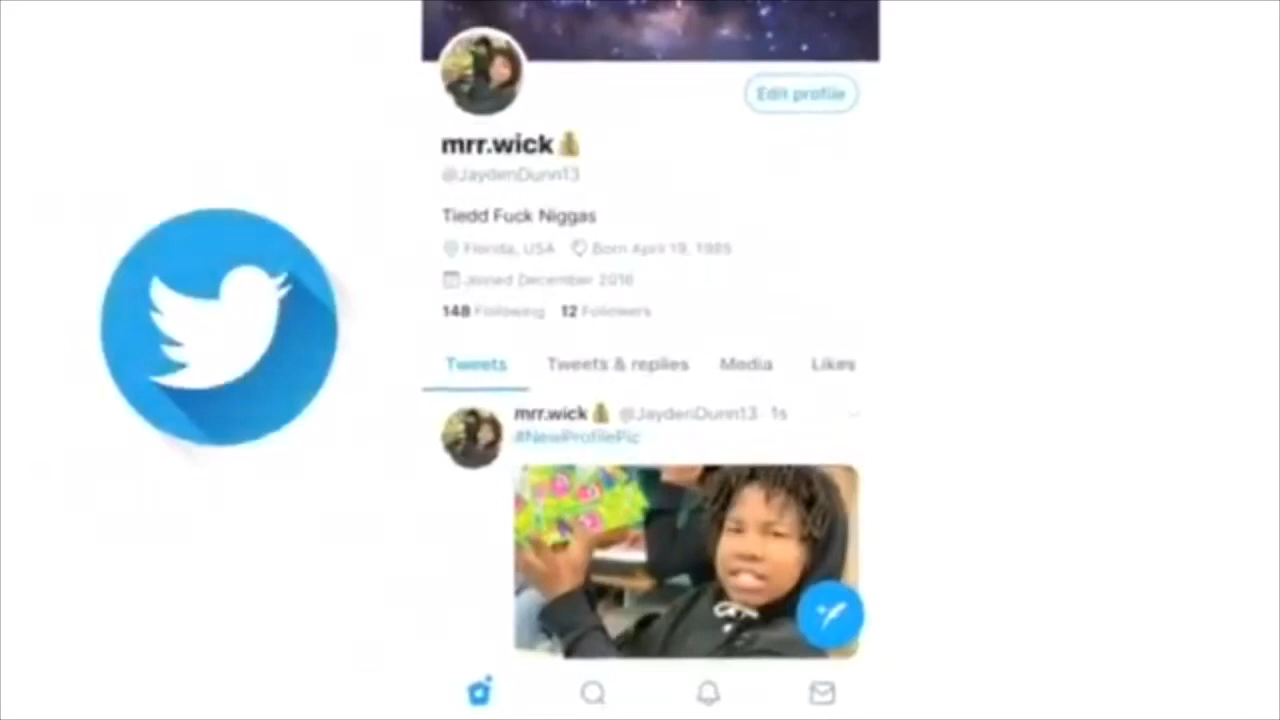 Edit profile
mrr.wick
@JaydenDunn13
Tiedd Fuck Niggas
Florida, USA Born April 19, 1985
Joined December 2016
148 Following 12 Followers
Tweets Tweets & replies Media Likes
mrr.wick @JaydenDunn13 · 1s
#NewProfilePic